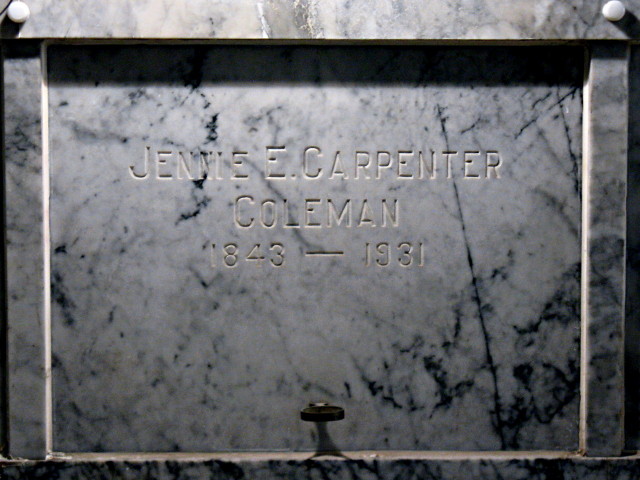 JENNIE E. CARPENTER
COLEMAN
1843 — 1931